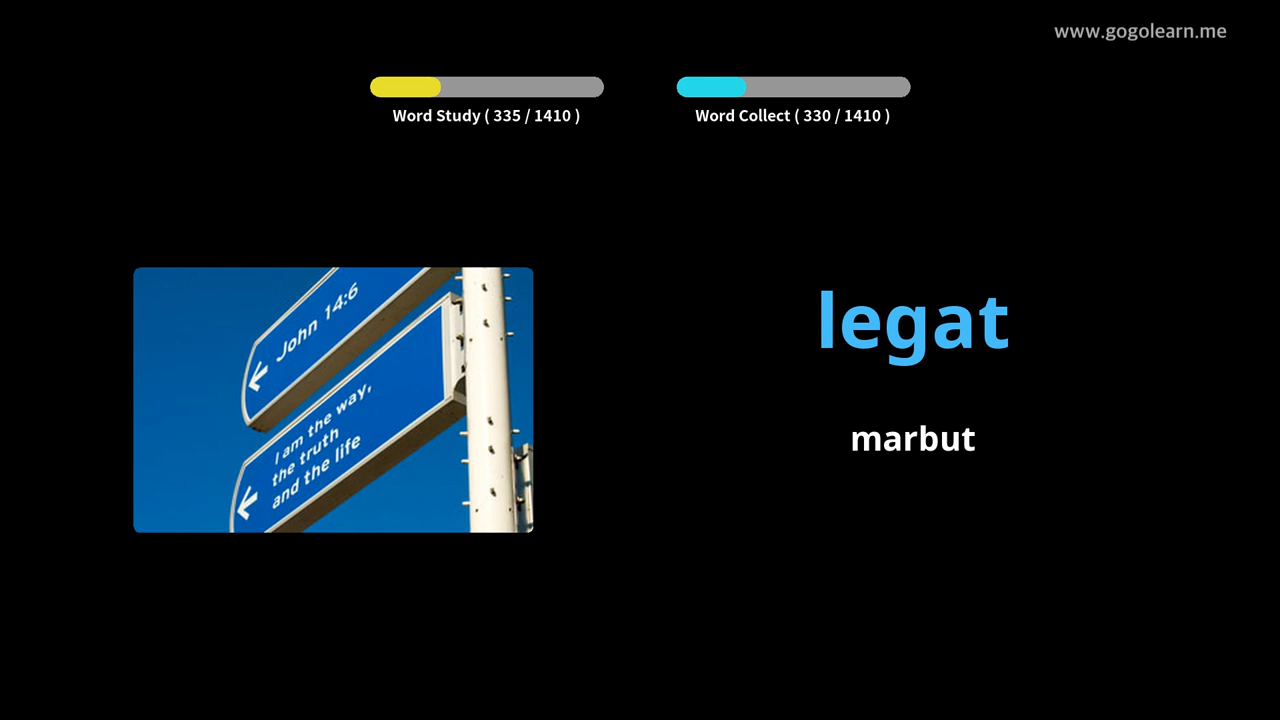 www.gogolearn.me
Word Study ( 335 / 1410 )
Word Collect ( 330 / 1410 )
John 14:6
I am the way,
the truth
and the life
legat
marbut